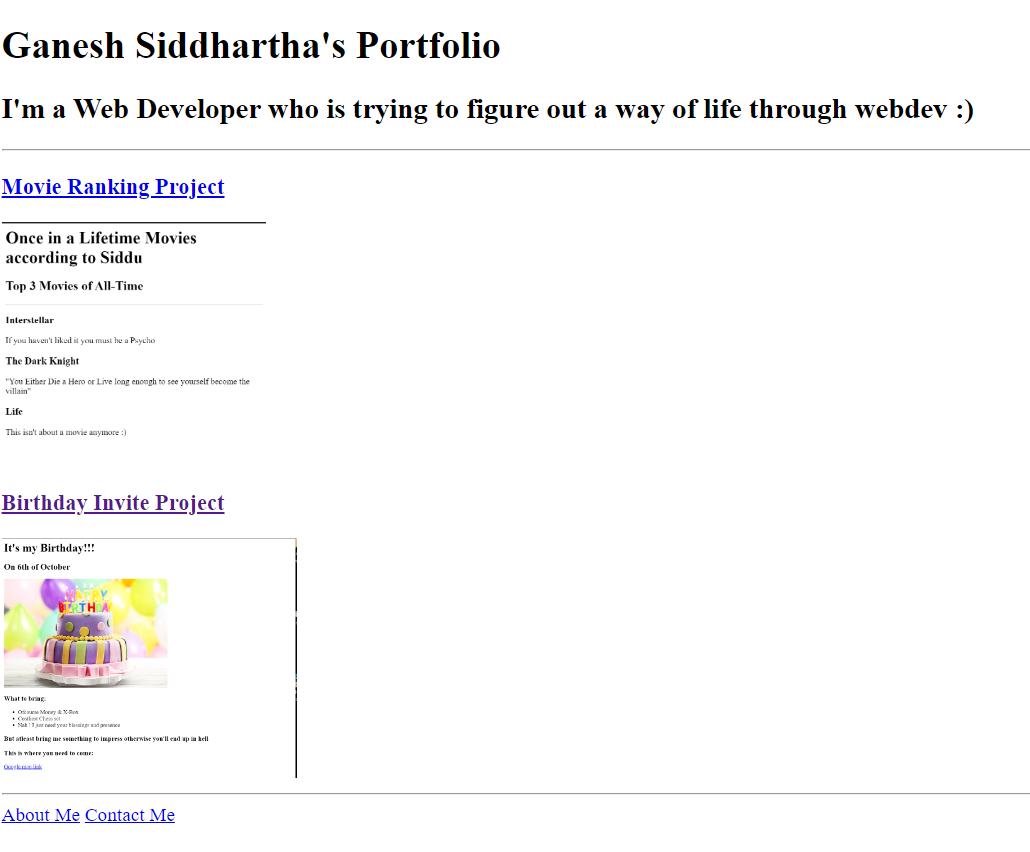 Ganesh Siddhartha's Portfolio
I'm a Web Developer who is trying to figure out a way of life through webdev :)
Movie Ranking Project
Once in a Lifetime Movies
according to Siddu
Top 3 Movies of All-Time
Interstellar
If you haven't liked it you must be a Psycho
The Dark Knight
"You Either Die a Hero or Live long enough to see yourself become the
villain"
Life
This isn't about a movie anymore :)
Birthday Invite Project
It's my Birthday!!!
On 6th of October
HAPPY
BIRTHDAY
What to bring:
Ofcourse Money & X-Box
Costliest Chess set
Nah ! I just need your blessings and presence
But atleast bring me something to impress otherwise you'll end up in hell
This is where you need to come:
Google map link
About Me Contact Me